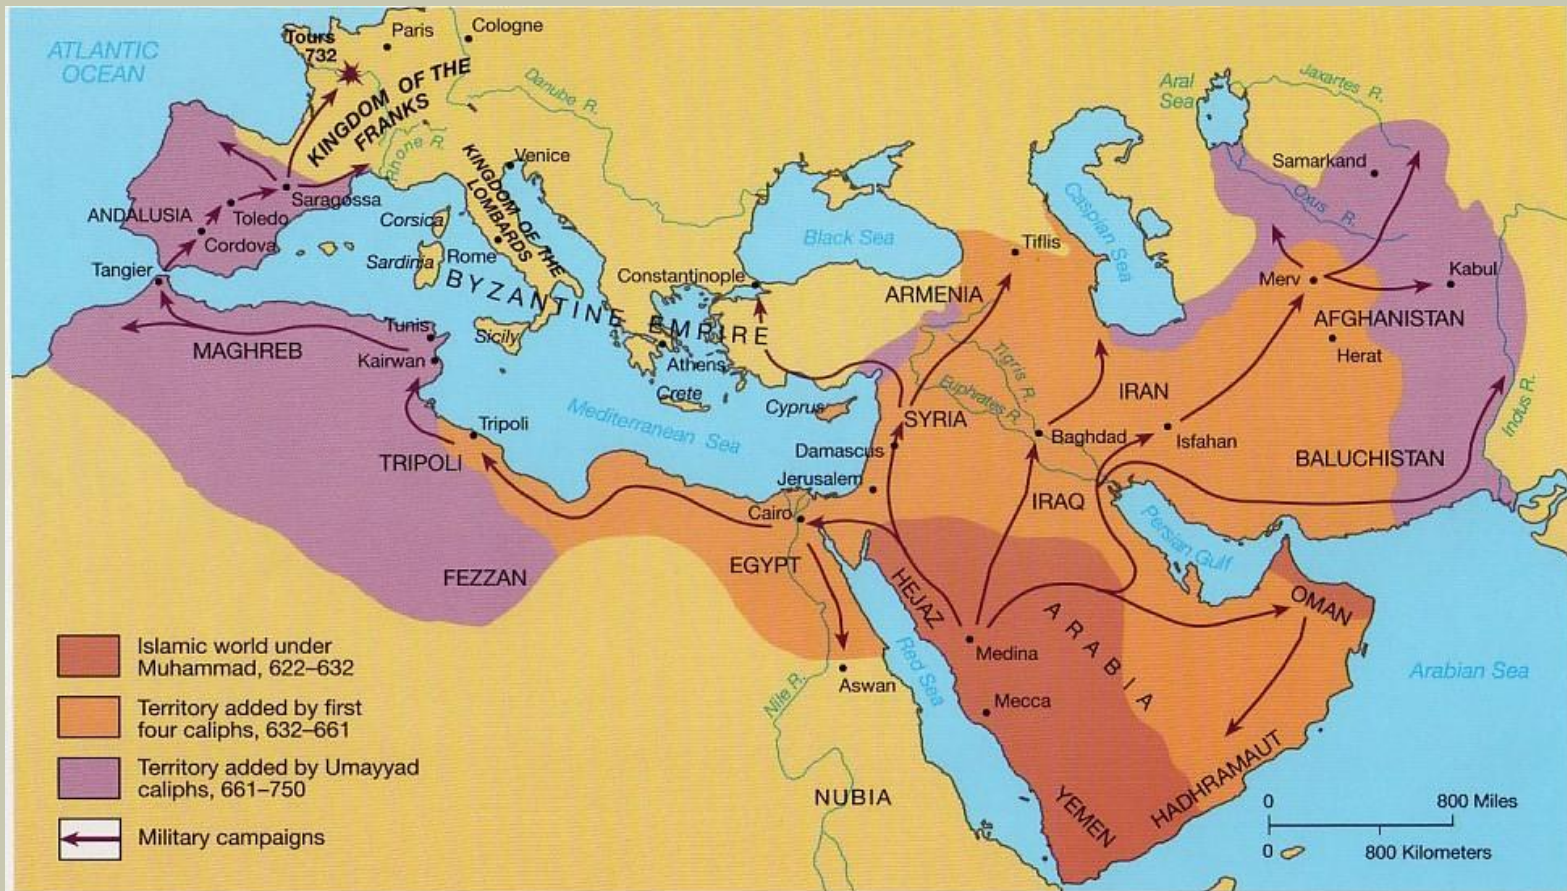 ATLANTIC
OCEAN
Tours
732
Paris
Cologne
KINGDOM OF THE
FRANKS
Danube R.
Rhone R.
Venice
KINGDOM OF THE
LOMBARDS
Aral
Sea
Jaxartes R.
Samarkand
Oxus R.
Caspian Sea
Black Sea
Tiflis
ANDALUSIA
Saragossa
Toledo
Cordova
Corsica
Sardinia
Rome
Tangier
BYZANTINE EMPIRE
Constantinople
ARMENIA
Merv
Kabul
AFGHANISTAN
Herat
MAGHREB
Tunis
Kairwan
Sicily
Athens
Crete
Cyprus
Mediterranean Sea
Tigris R.
Euphrates R.
IRAN
SYRIA
Baghdad
Isfahan
Indus R.
Tripoli
TRIPOLI
Damascus
Jerusalem
BALUCHISTAN
Cairo
IRAQ
Persian Gulf
EGYPT
FEZZAN
HEJAZ
ARABIA
OMAN
Medina
Mecca
Red Sea
Aswan
Nile R.
Arabian Sea
NUBIA
YEMEN
HADHRAMAUT
Islamic world under
Muhammad, 622–632
Territory added by first
four caliphs, 632–661
Territory added by Umayyad
caliphs, 661–750
Military campaigns
0 800 Miles
0 800 Kilometers